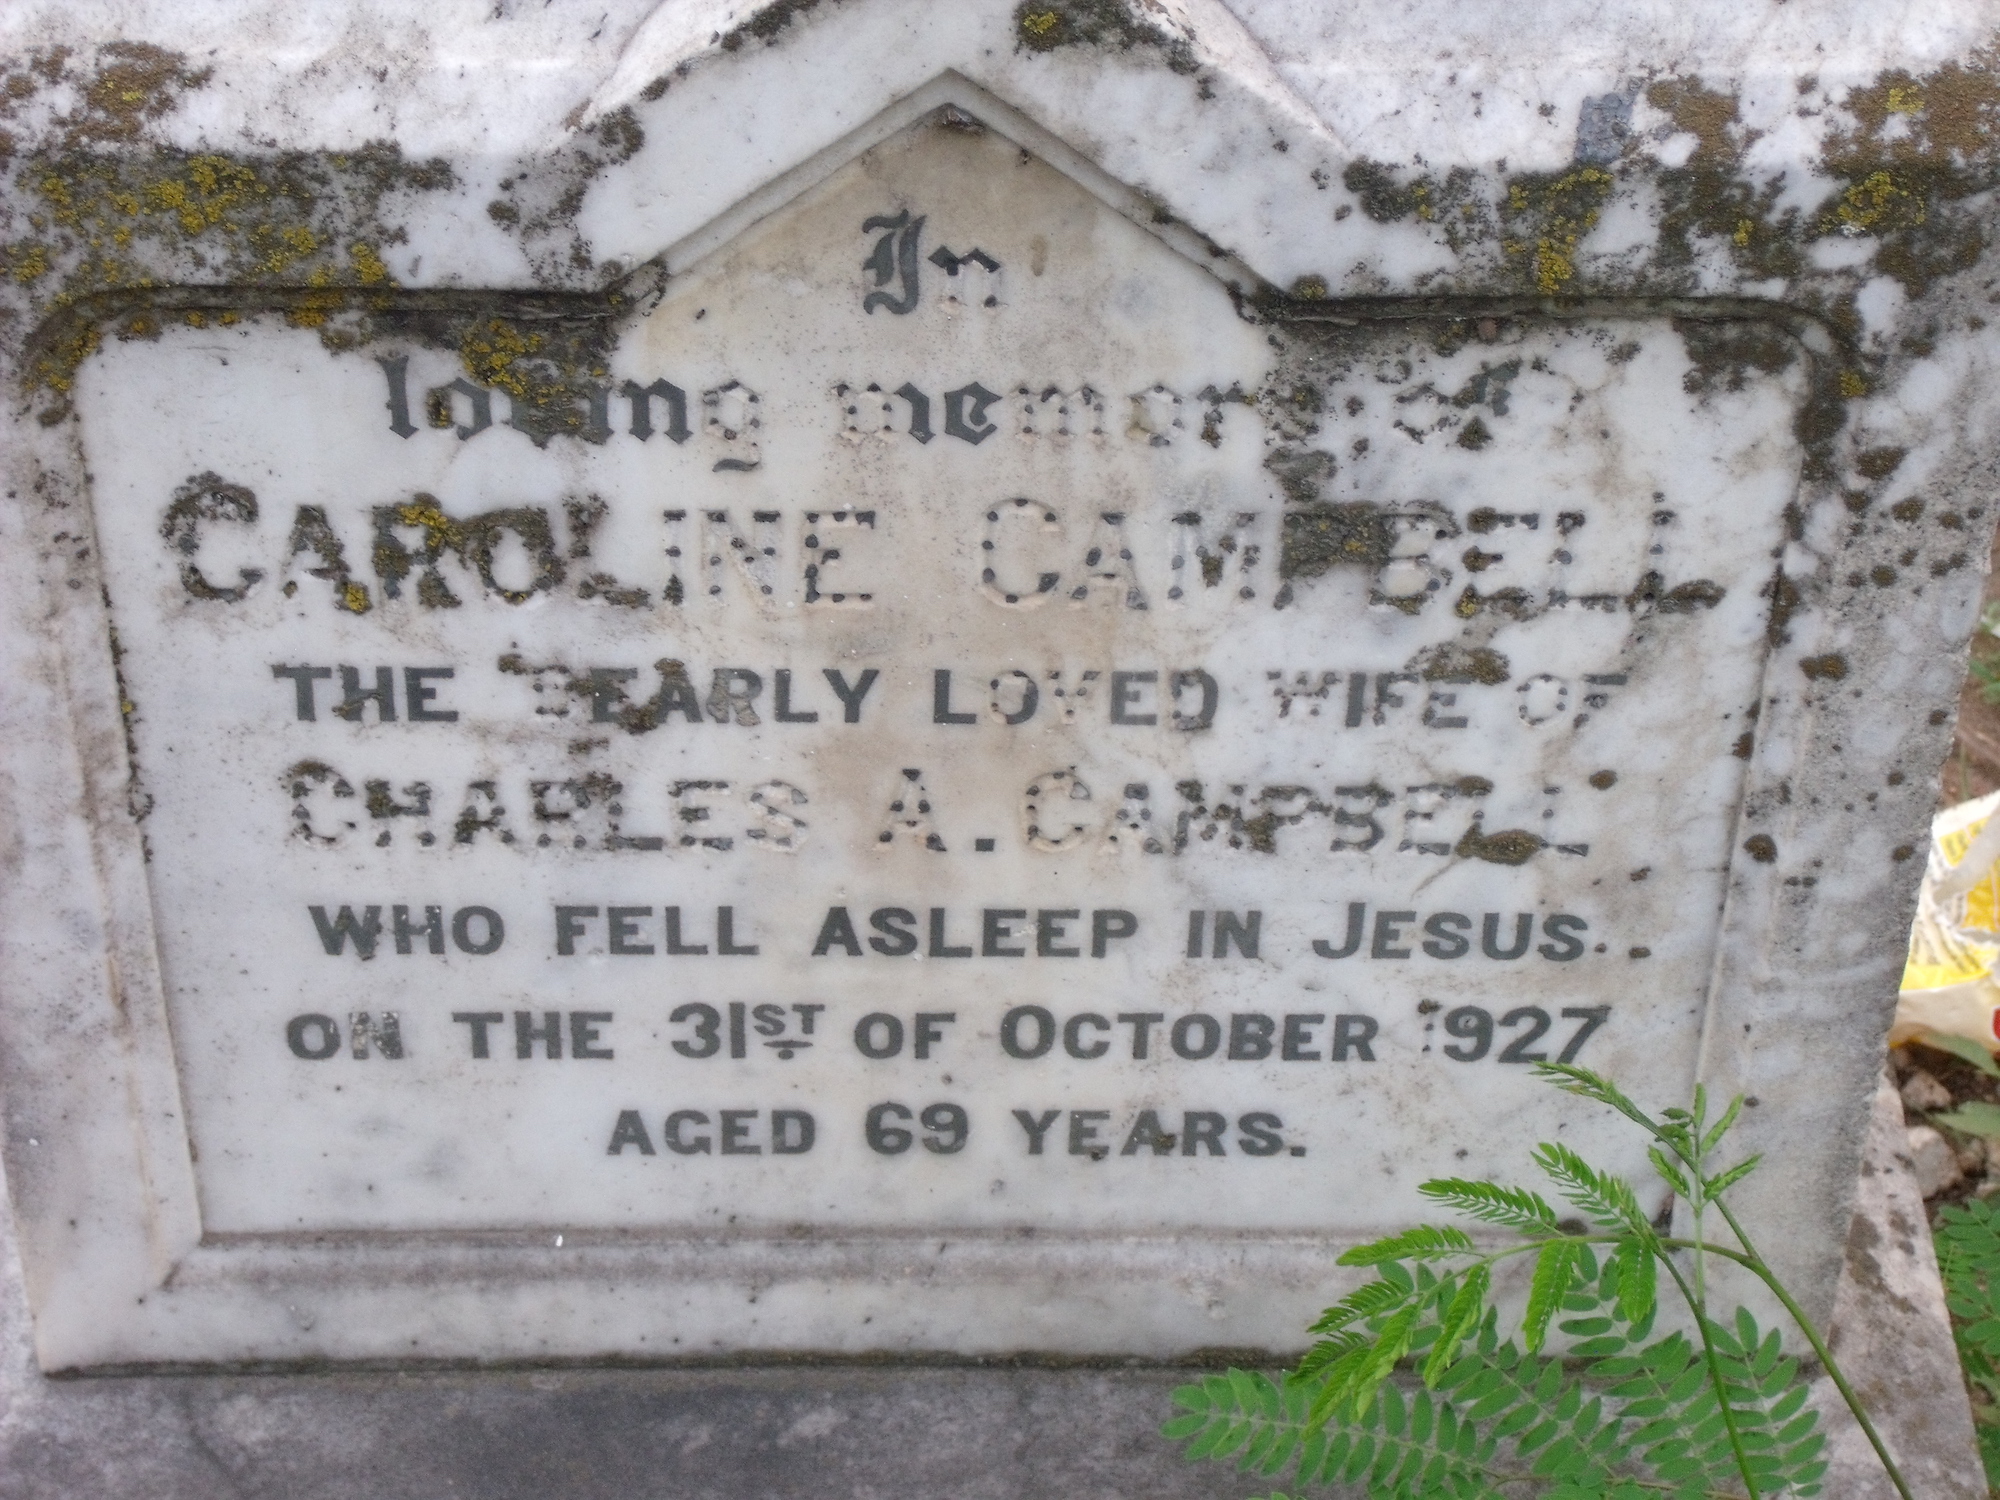 In
loving memory of
CAROLINE CAMPBELL
THE DEARLY LOVED WIFE OF
CHARLES A. CAMPBELL
WHO FELL ASLEEP IN JESUS..
ON THE 31ST OF OCTOBER 1927
AGED 69 YEARS.